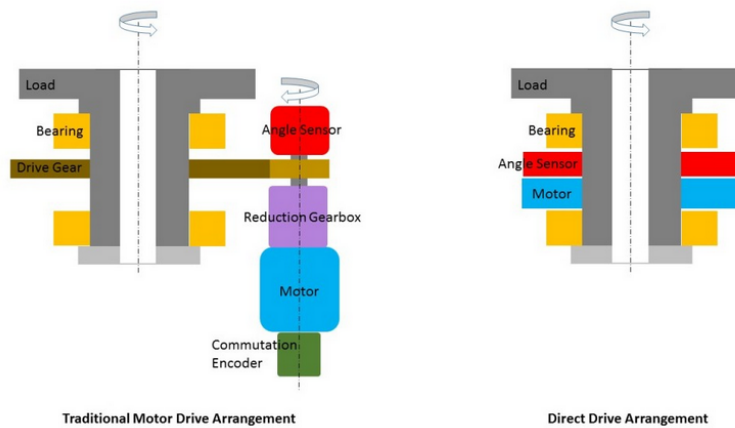 Load
Bearing
Drive Gear
Angle Sensor
Reduction Gearbox
Motor
Commutation
Encoder
Traditional Motor Drive Arrangement
Load
Bearing
Angle Sensor
Motor
Direct Drive Arrangement